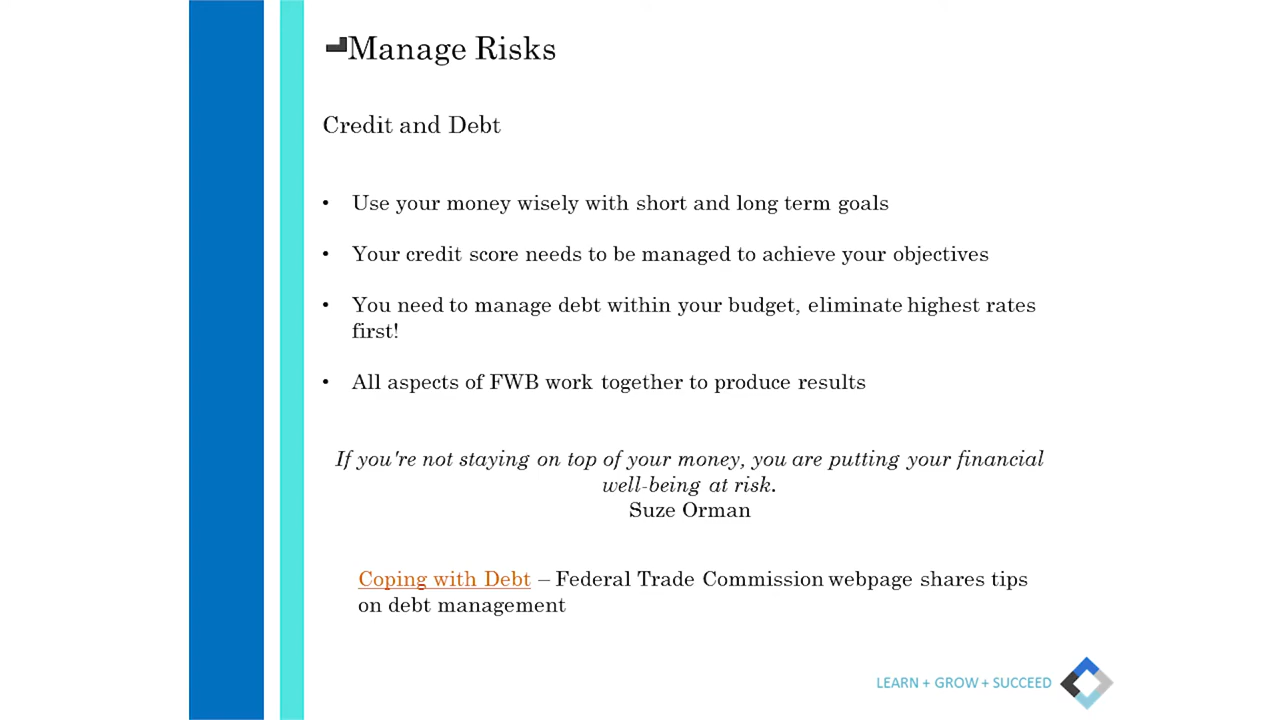 Manage Risks
Credit and Debt
• Use your money wisely with short and long term goals
• Your credit score needs to be managed to achieve your objectives
• You need to manage debt within your budget, eliminate highest rates
first!
• All aspects of FWB work together to produce results
If you're not staying on top of your money, you are putting your financial
well-being at risk.
Suze Orman
Coping with Debt – Federal Trade Commission webpage shares tips
on debt management
LEARN + GROW + SUCCEED